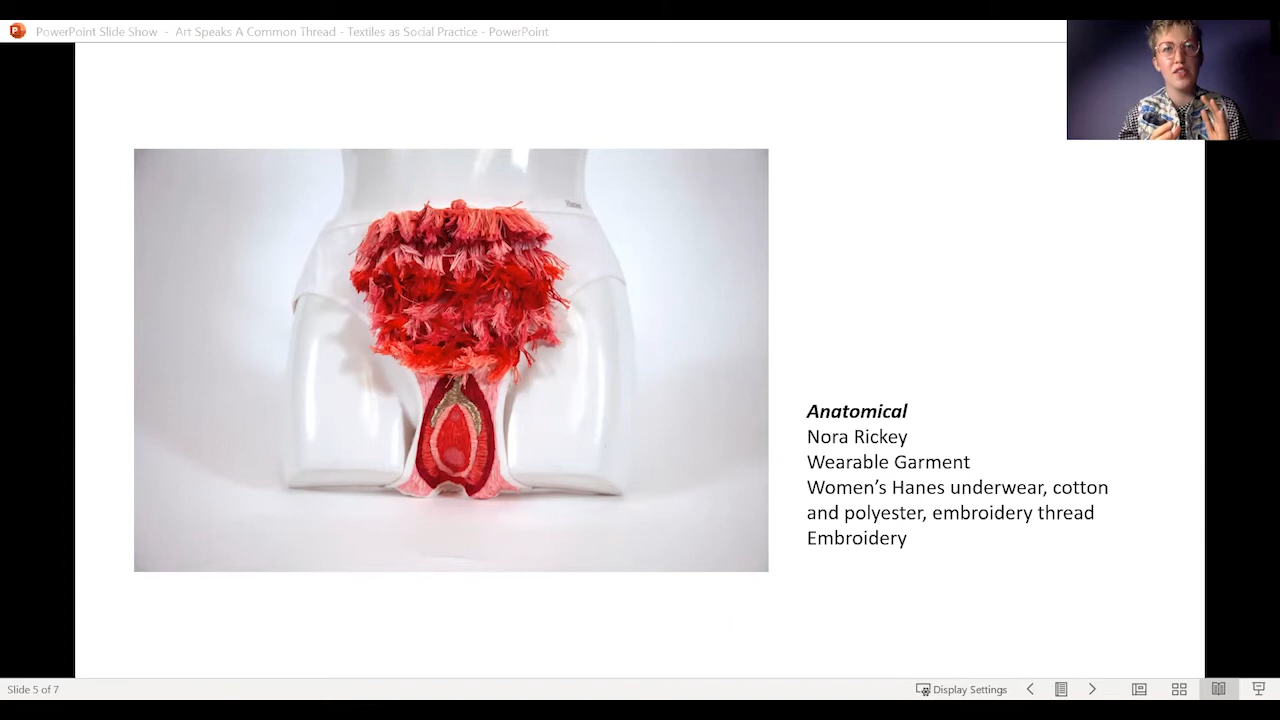 PowerPoint Slide Show - Art Speaks A Common Thread - Textiles as Social Practice - PowerPoint
Hanes
Anatomical
Nora Rickey
Wearable Garment
Women's Hanes underwear, cotton
and polyester, embroidery thread
Embroidery
Slide 5 of 7
Display Settings